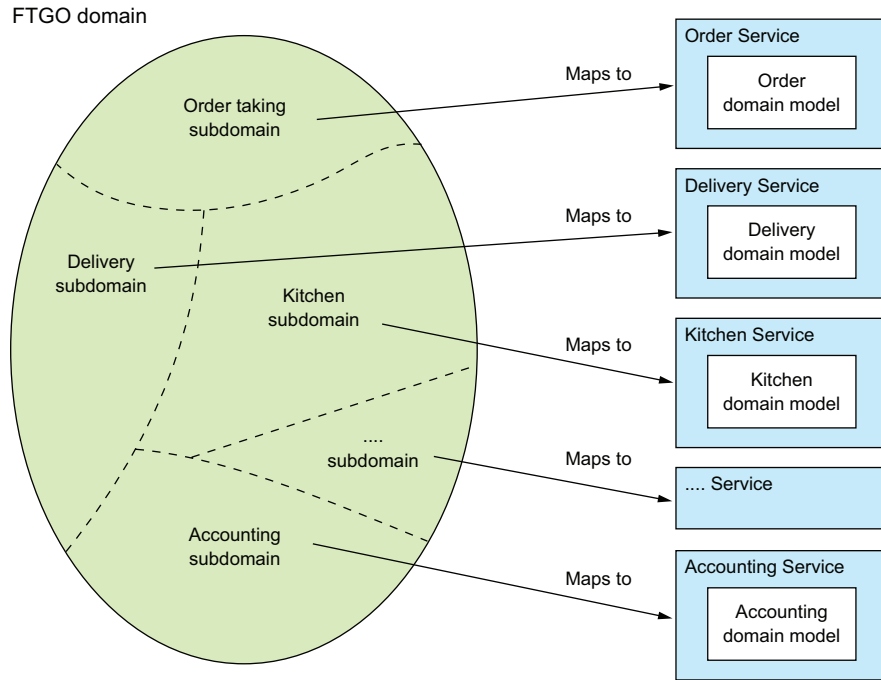 FTGO domain
Order taking
subdomain
Delivery
subdomain
Kitchen
subdomain
....
subdomain
Accounting
subdomain
Maps to
Maps to
Maps to
Maps to
Maps to
Order Service
Order
domain model
Delivery Service
Delivery
domain model
Kitchen Service
Kitchen
domain model
.... Service
Accounting Service
Accounting
domain model